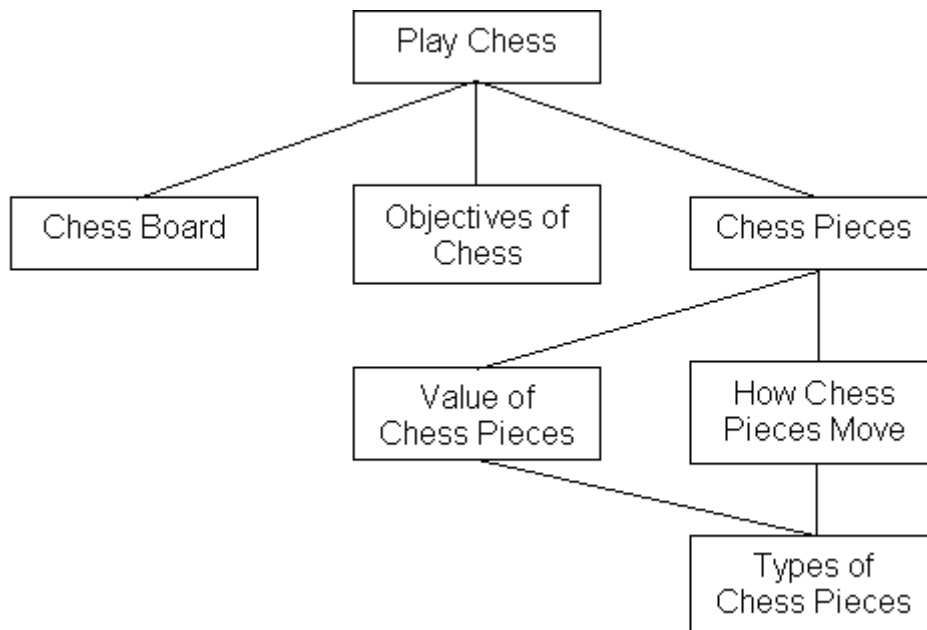 Play Chess
Chess Board
Objectives of
Chess
Chess Pieces
Value of
Chess Pieces
How Chess
Pieces Move
Types of
Chess Pieces